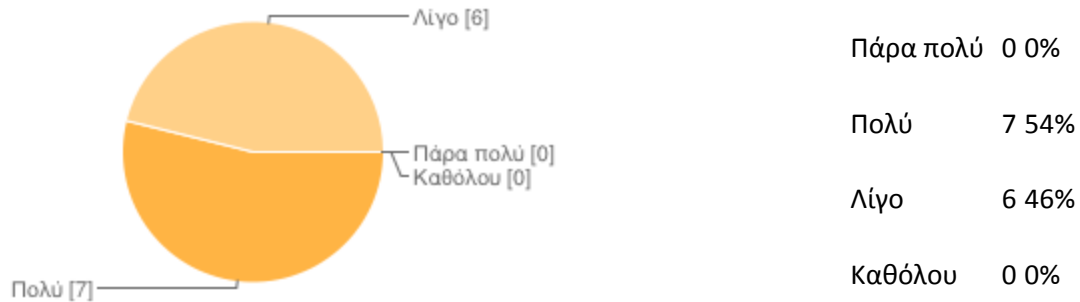 Λίγο [6]
Πάρα πολύ [0]
Καθόλου [0]
Πολύ [7]
Πάρα πολύ 0 0%
Πολύ 7 54%
Λίγο 6 46%
Καθόλου 0 0%